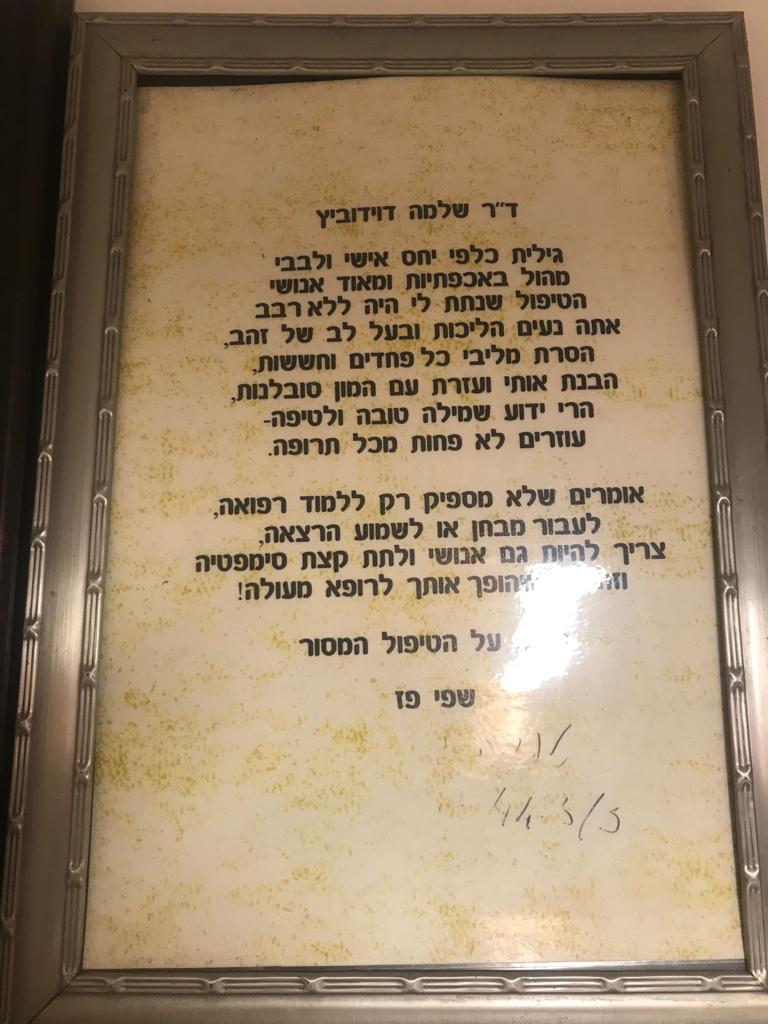 ד״ר שלמה דוידוביץ
גילית כלפי יחס אישי ולבבי
מהול באכפתיות ומאוד אנושי
הטיפול שנתת לי היה ללא רבב
אתה נעים הליכות ובעל לב של זהב,
הסרת מליבי כל פחדים וחששות,
הבנת אותי ועזרת עם המון סובלנות,
הרי ידוע שמילה טובה ולטיפה-
עוזרים לא פחות מכל תרופה.
אומרים שלא מספיק רק ללמוד רפואה,
לעבור מבחן או לשמוע הרצאה,
צריך להיות גם אנושי ולתת קצת סימפטיה
אותך לרופא מעולה!
על הטיפול המסור
שפי פז